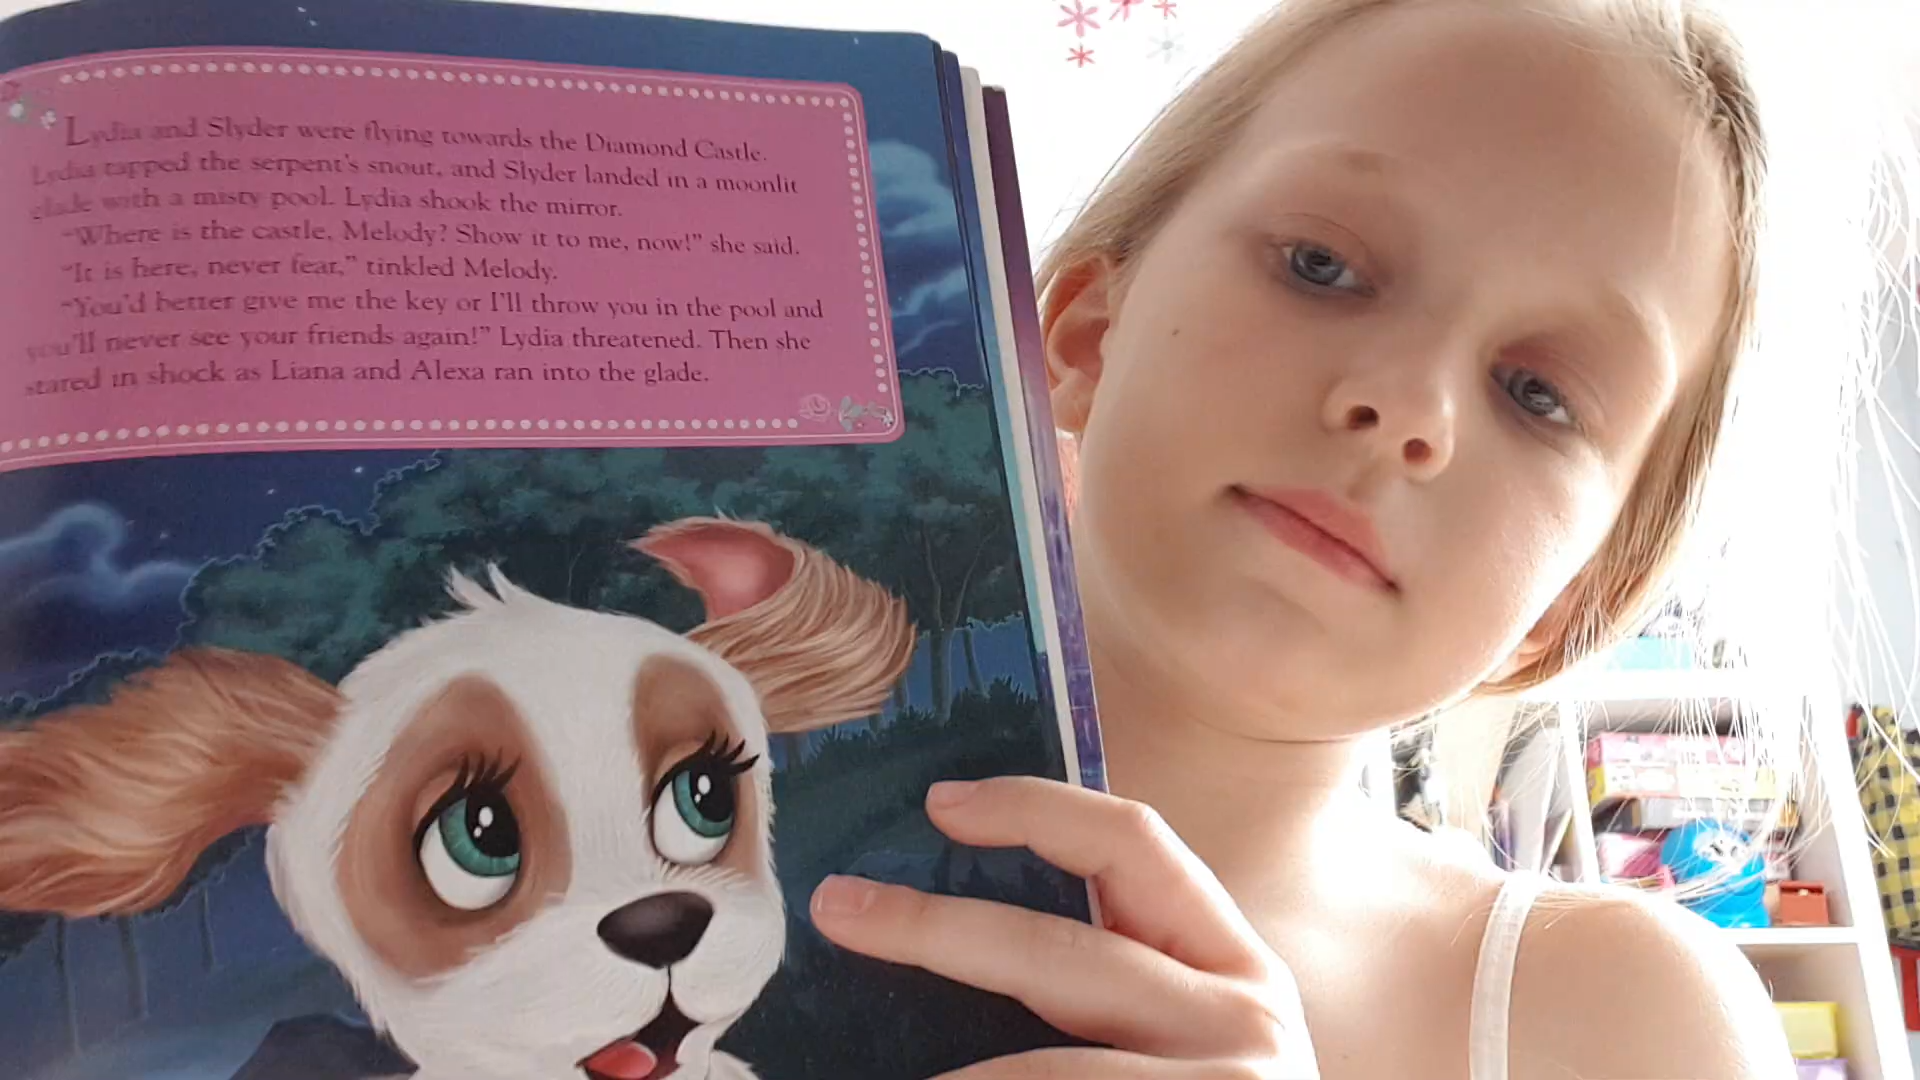 Lydia and Slyder were flying towards the Diamond Castle.
Lydia tapped the serpent's snout, and Slyder landed in a moonlit
glade with a misty pool. Lydia shook the mirror.
"Where is the castle, Melody? Show it to me, now!" she said.
"It is here, never fear," tinkled Melody.
"You'd better give me the key or I'll throw you in the pool and
you'll never see your friends again!" Lydia threatened. Then she
stared in shock as Liana and Alexa ran into the glade.